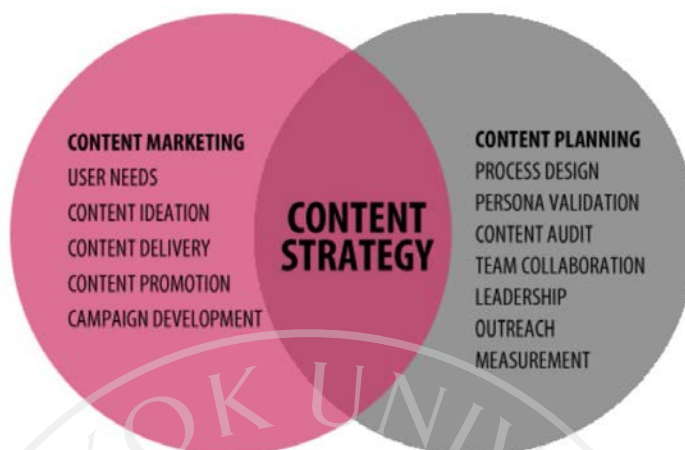 CONTENT MARKETING
USER NEEDS
CONTENT IDEATION
CONTENT DELIVERY
CONTENT PROMOTION
CAMPAIGN DEVELOPMENT
CONTENT
STRATEGY
CONTENT PLANNING
PROCESS DESIGN
PERSONA VALIDATION
CONTENT AUDIT
TEAM COLLABORATION
LEADERSHIP
OUTREACH
MEASUREMENT